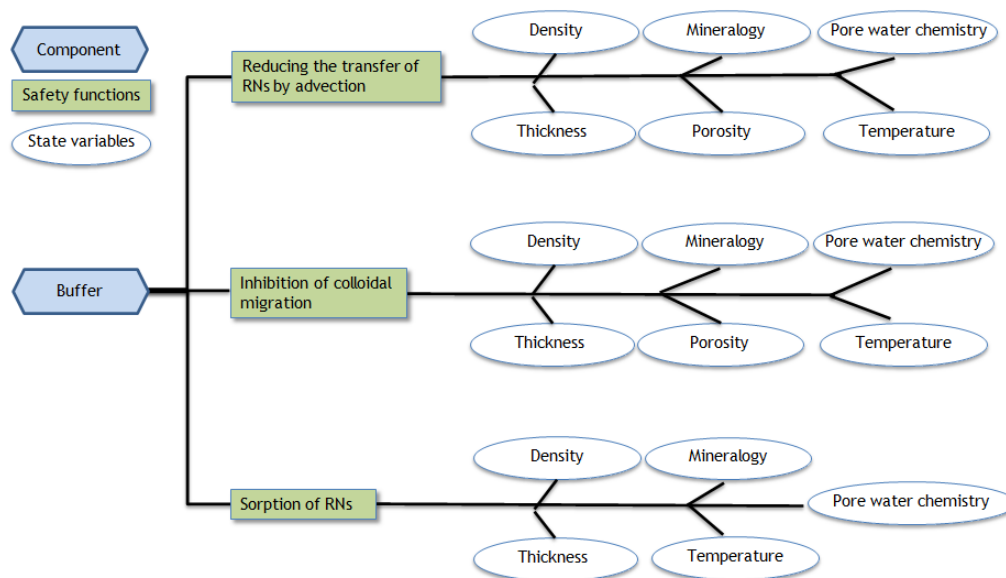 Component
Safety functions
State variables
Buffer
Reducing the transfer of
RNs by advection
Density
Mineralogy
Pore water chemistry
Thickness
Porosity
Temperature
Inhibition of colloidal
migration
Density
Mineralogy
Pore water chemistry
Thickness
Porosity
Temperature
Sorption of RNs
Density
Mineralogy
Pore water chemistry
Thickness
Temperature